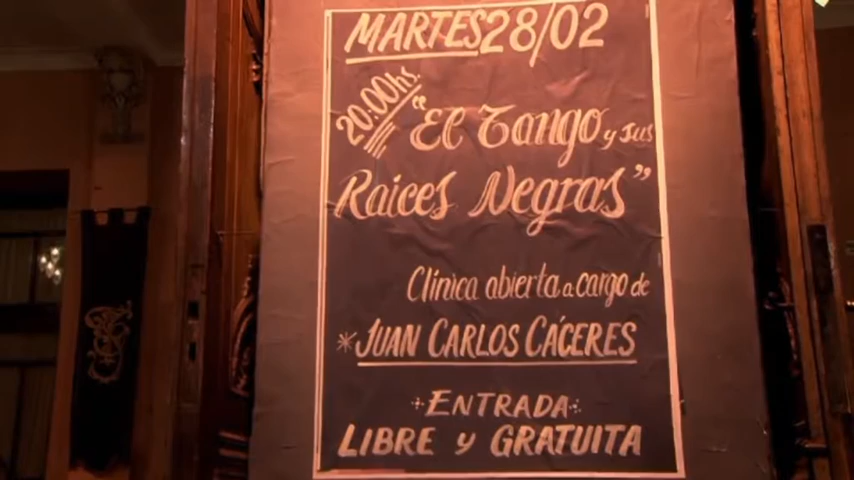 MARTES 28/02
20:00hs.
"El Tango y sus
Raices Negras"
Clínica abierta a cargo de
*JUAN CARLOS CÁCERES
ENTRADA
LIBRE y GRATUITA